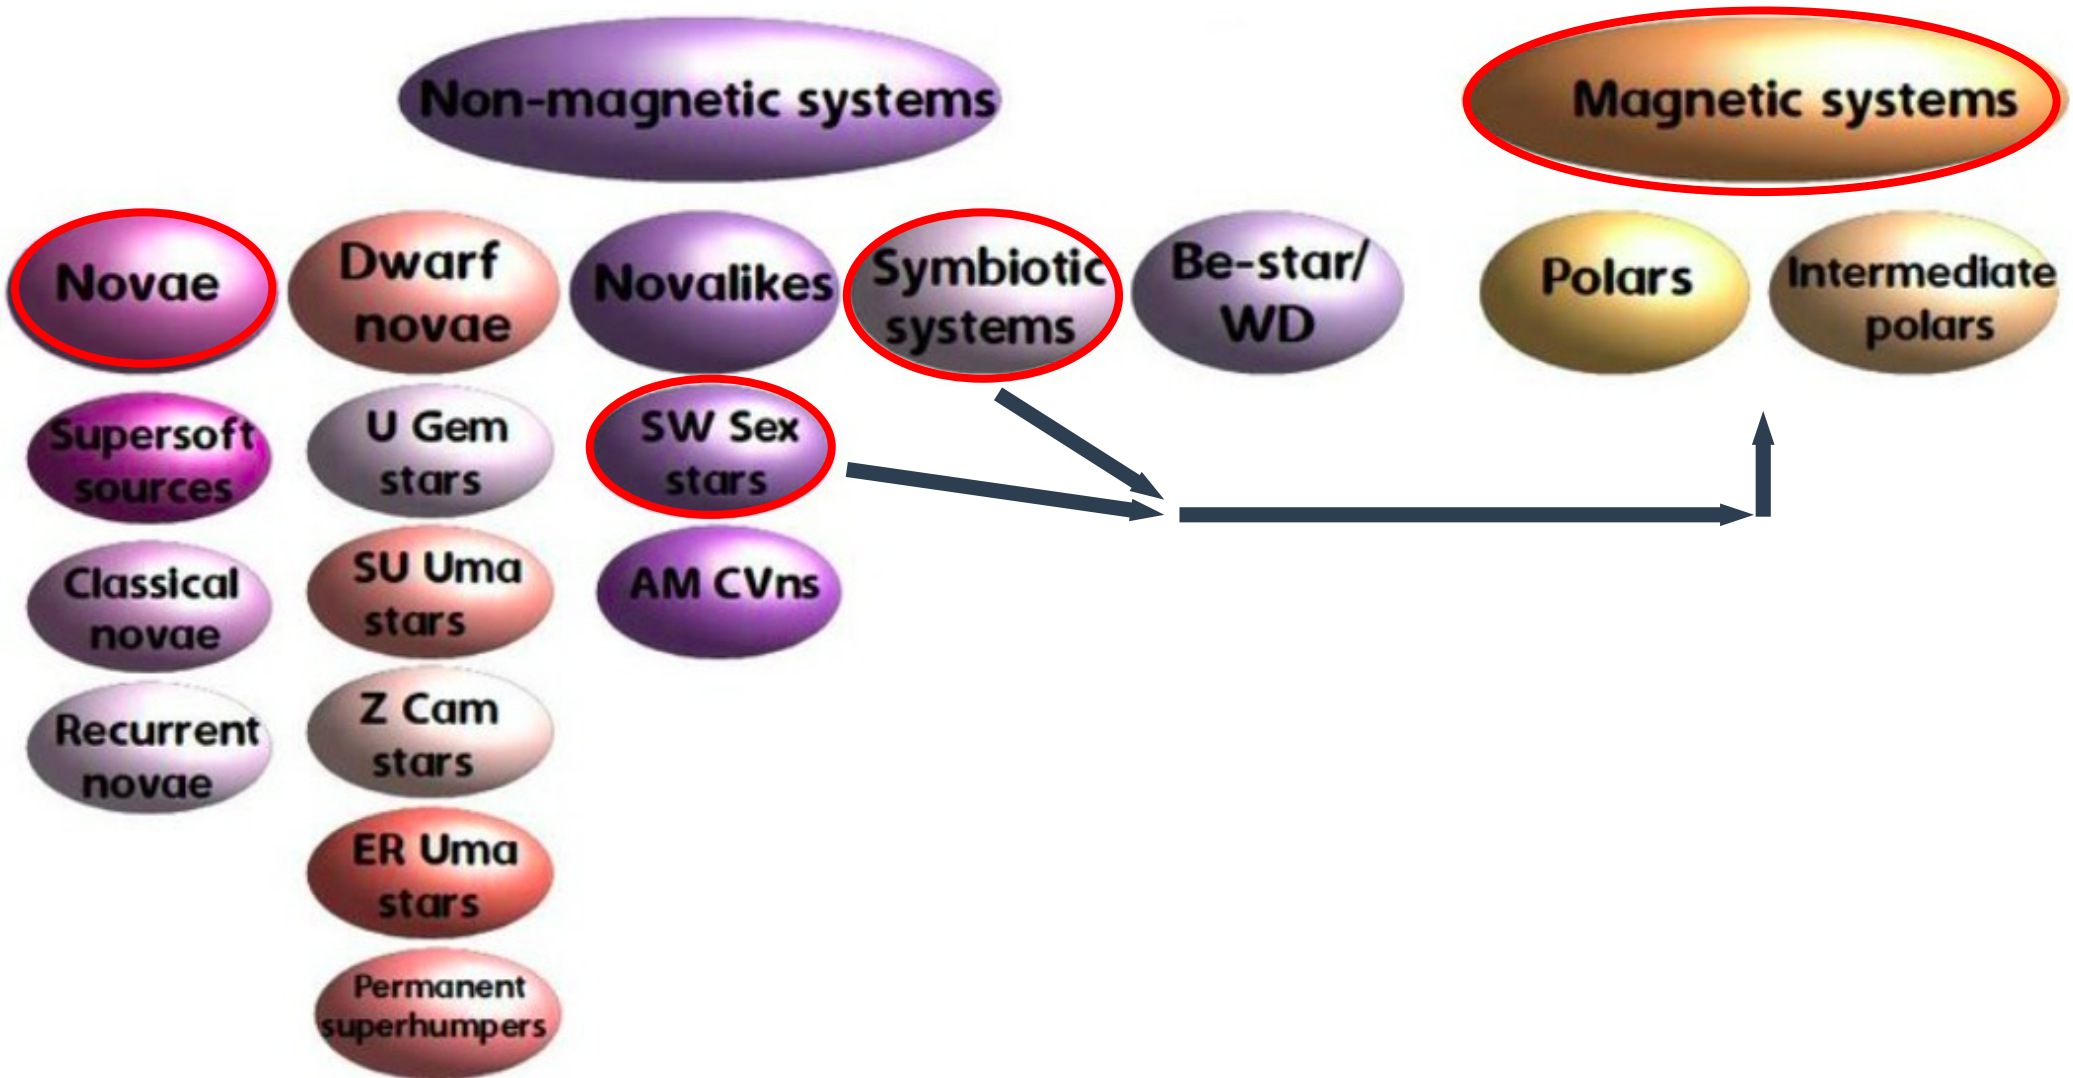 Non-magnetic systems
Magnetic systems
Novae
Dwarf
novae
Novalikes
Symbiotic
systems
Be-star/
WD
Polars
Intermediate
polars
Supersoft
sources
U Gem
stars
SW Sex
stars
Classical
novae
SU Uma
stars
AM CVns
Recurrent
novae
Z Cam
stars
ER Uma
stars
Permanent
superhumpers